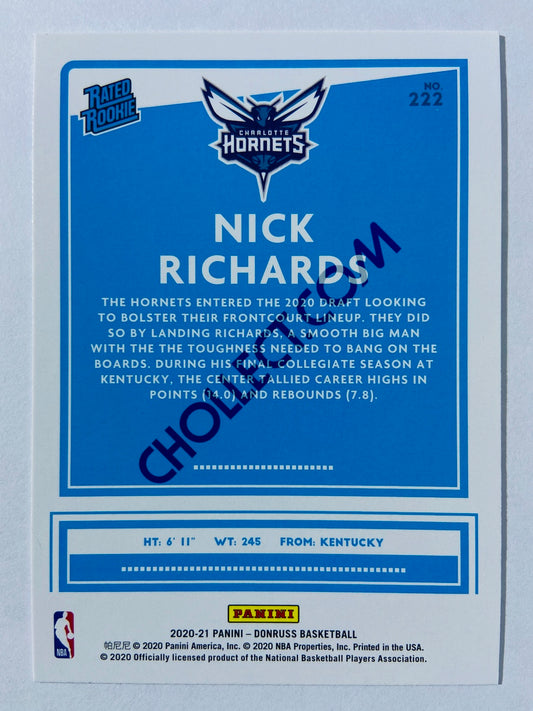 RATED
ROOKIE
NO.
222
CHARLOTTE
HORNETS
NICK
RICHARDS
THE HORNETS ENTERED THE 2020 DRAFT LOOKING
TO BOLSTER THEIR FRONTCOURT LINEUP. THEY DID
SO BY LANDING RICHARDS, A SMOOTH BIG MAN
WITH THE THE TOUGHNESS NEEDED TO BANG ON THE
BOARDS. DURING HIS FINAL COLLEGIATE SEASON AT
KENTUCKY, THE CENTER TALLIED CAREER HIGHS IN
POINTS (14.0) AND REBOUNDS (7.8).
CHOLLECT.COM
HT: 6' 11" WT: 245 FROM: KENTUCKY
PANINI
NBA
2020-21 PANINI – DONRUSS BASKETBALL
帕尼尼 © 2020 Panini America, Inc. © 2020 NBA Properties, Inc. Printed in the USA.
© 2020 Officially licensed product of the National Basketball Players Association.